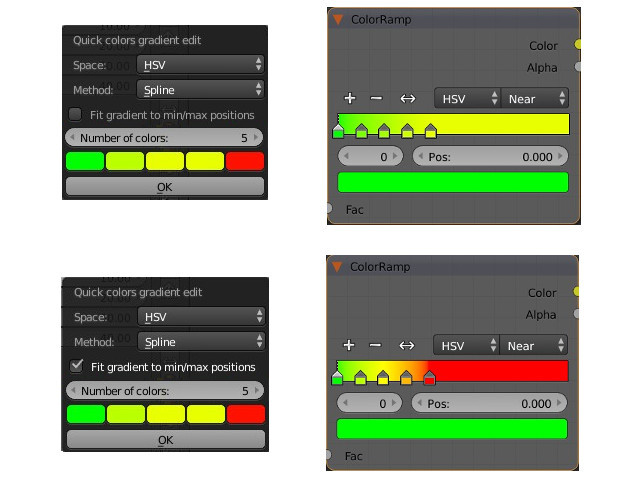 Quick colors gradient edit
Space: HSV
Method: Spline
Fit gradient to min/max positions
Number of colors: 5
OK
ColorRamp
Color
Alpha
+ − ↔ HSV Near
0 Pos: 0.000
Fac
Quick colors gradient edit
Space: HSV
Method: Spline
Fit gradient to min/max positions
Number of colors: 5
OK
ColorRamp
Color
Alpha
+ − ↔ HSV Near
0 Pos: 0.000
Fac